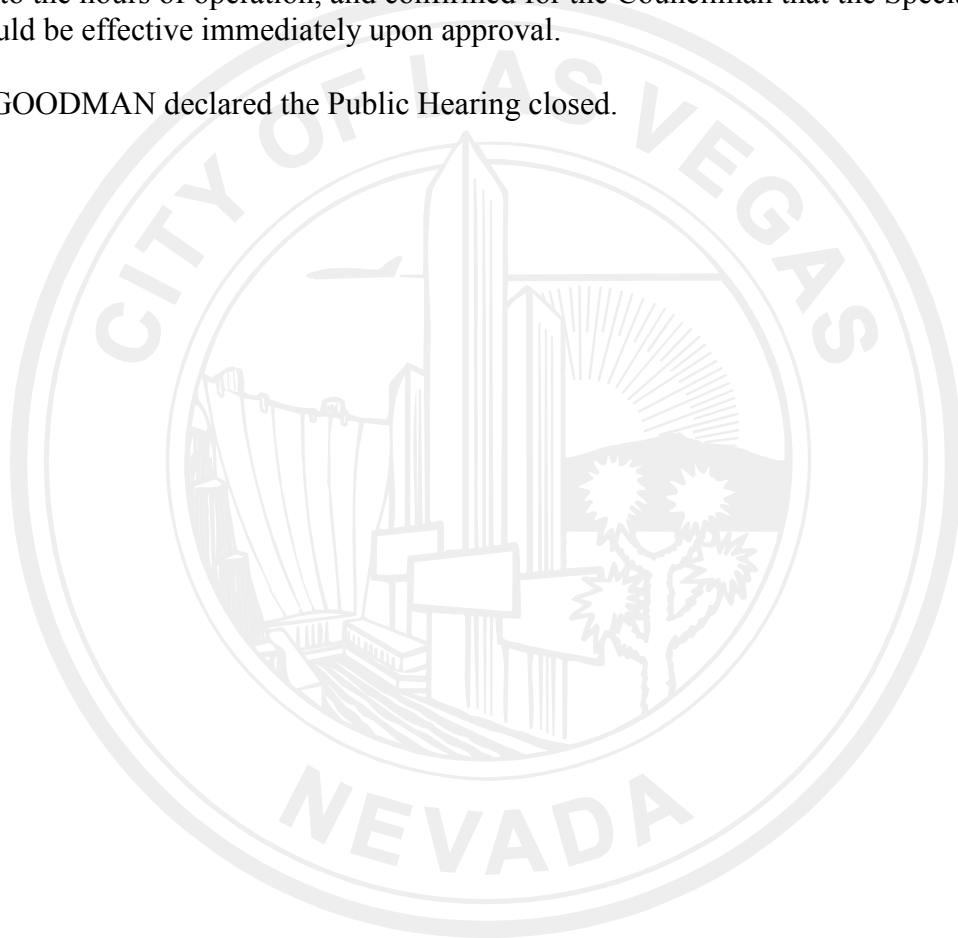 to the hours of operation, and confirmed for the Councilman that the Special
uld be effective immediately upon approval.
GOODMAN declared the Public Hearing closed.
CITY OF LAS VEGAS
NEVADA